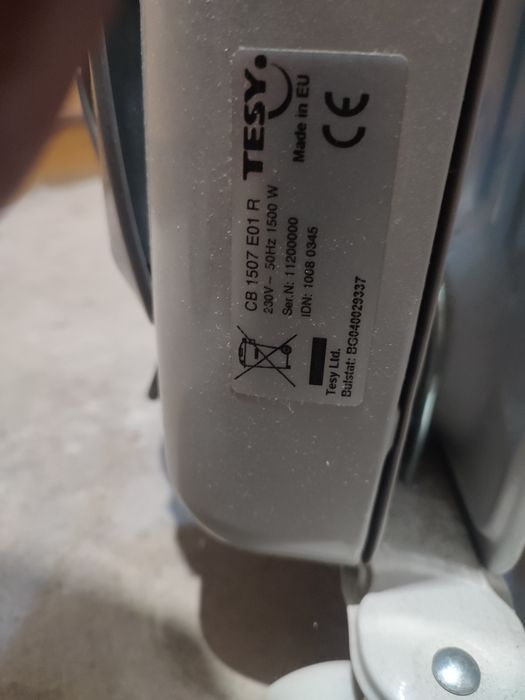 TESY
CE
Made in EU
CB 1507 E01 R
230V~ 50Hz 1500 W
Ser.N: 11200000
IDN: 1008 0345
Tesy Ltd.
Bulstat: BG040029337